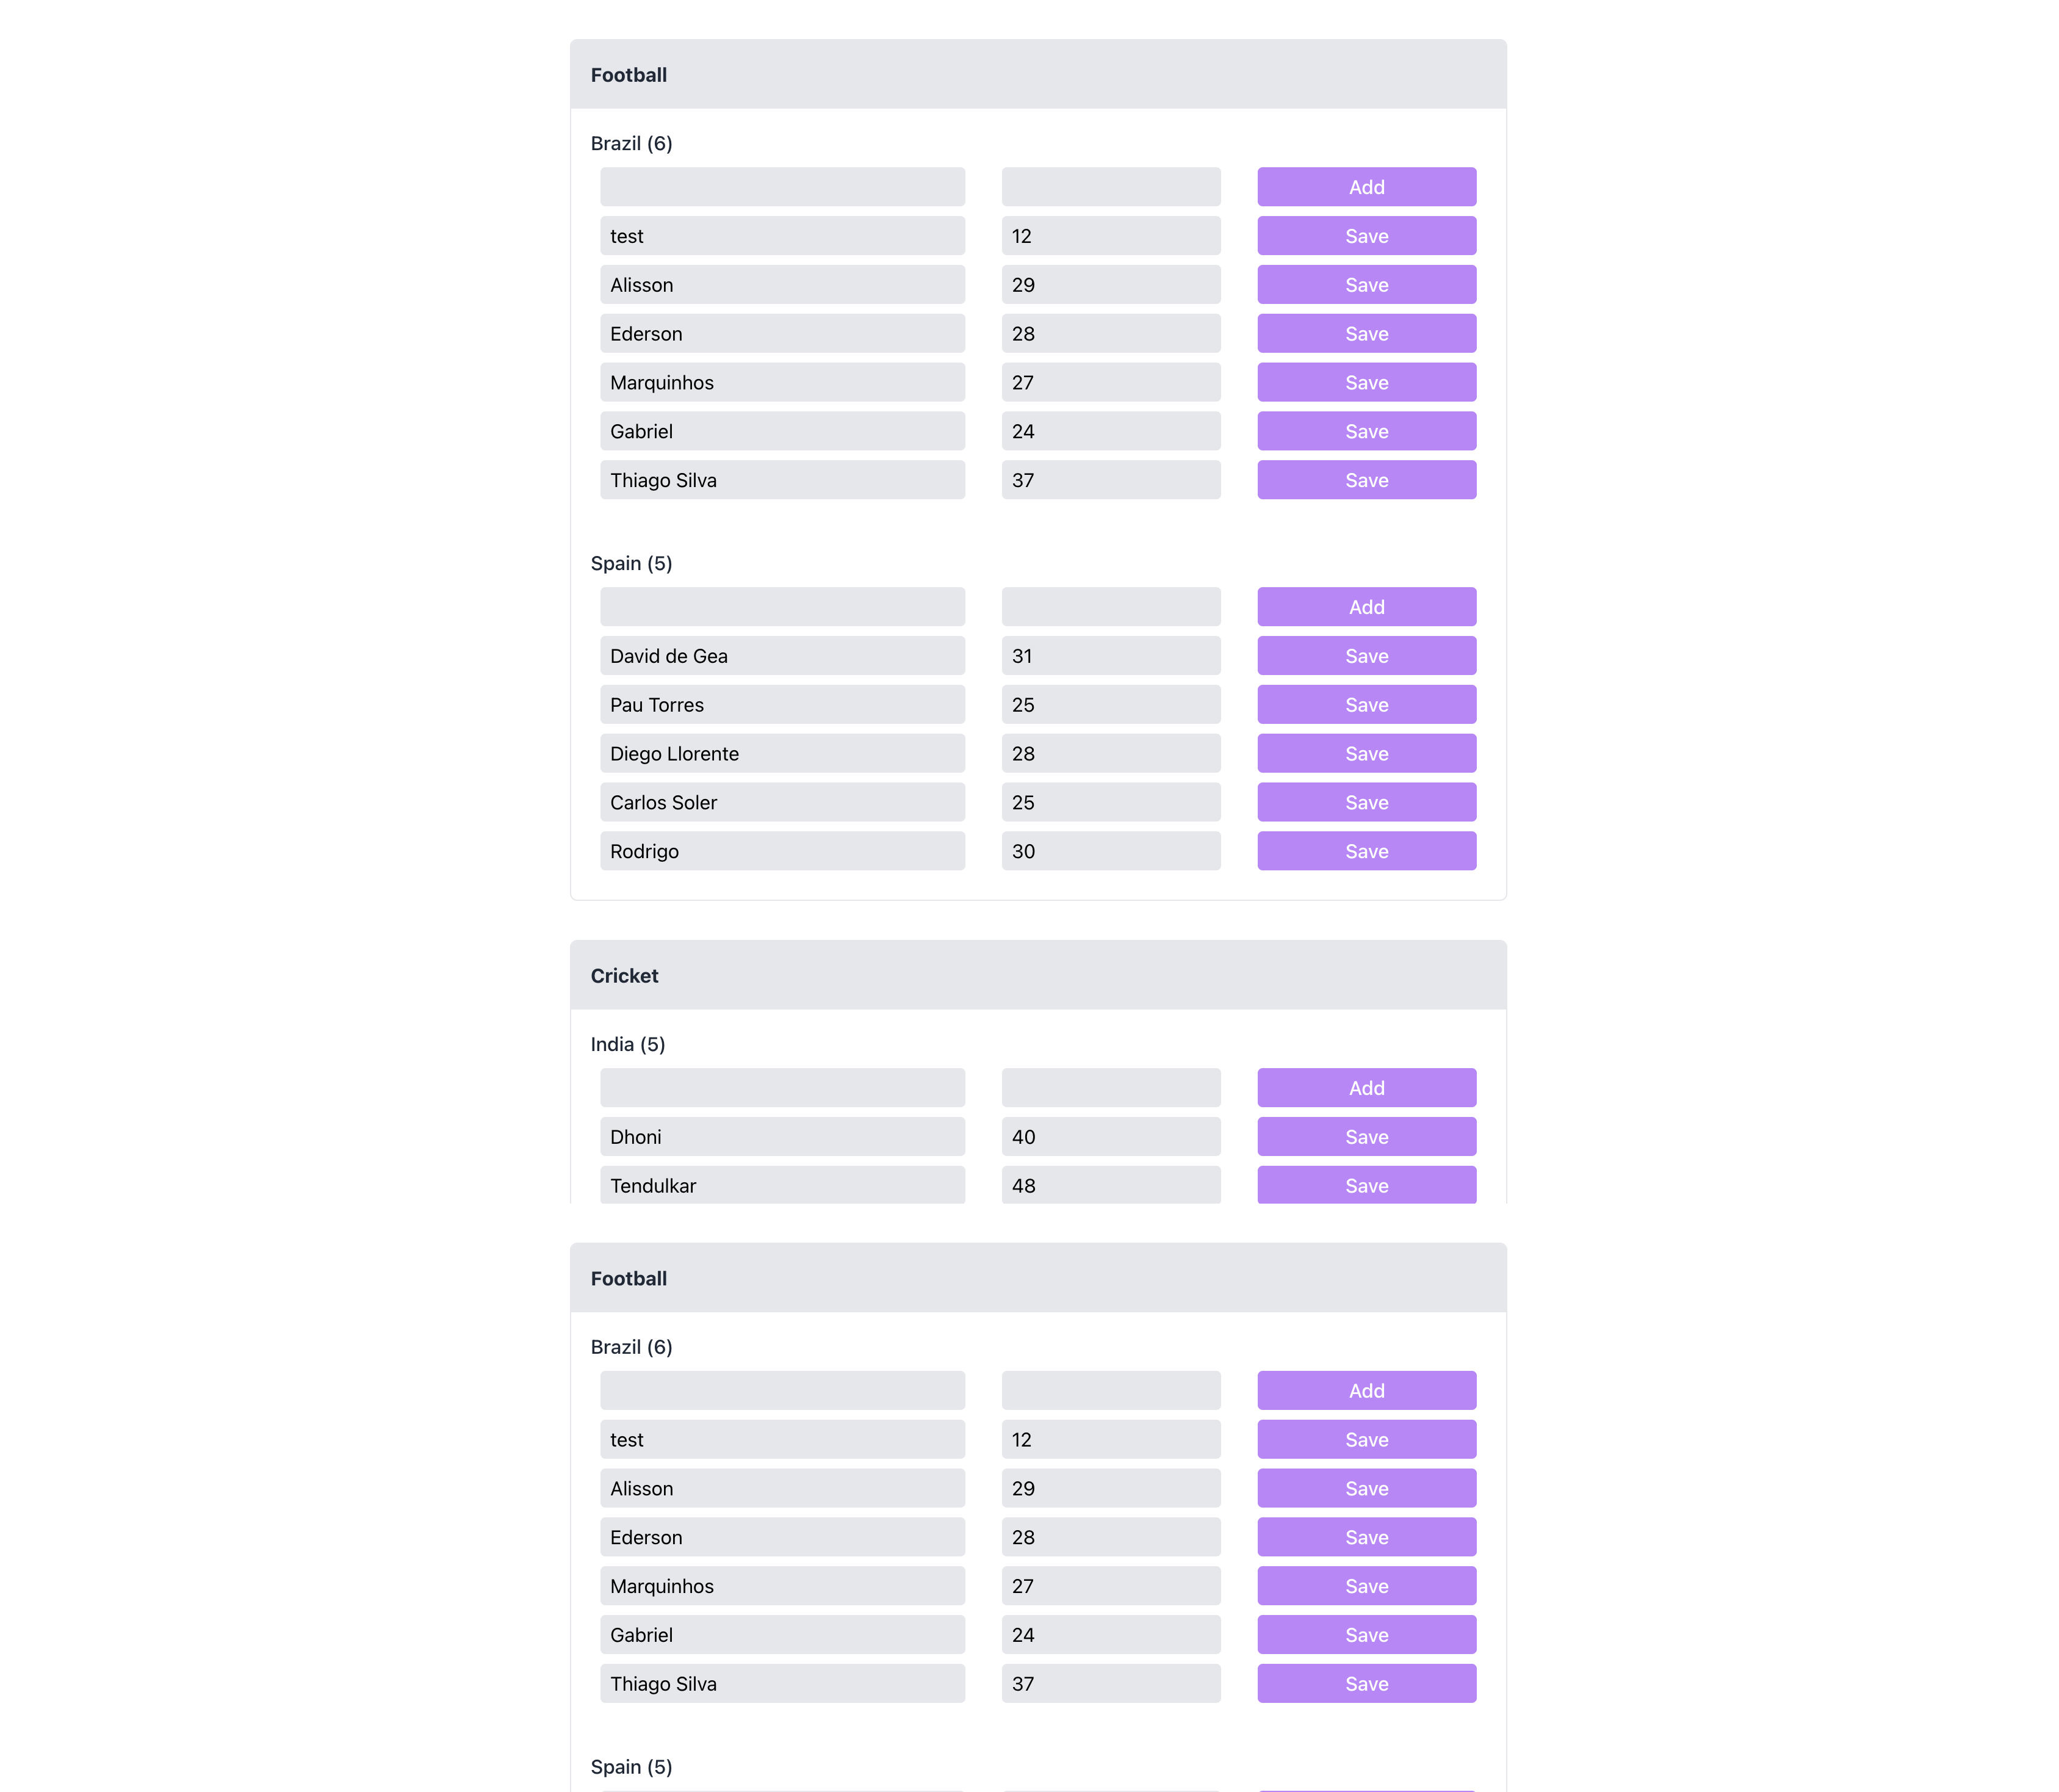 Football
Brazil (6)
Add
test 12 Save
Alisson 29 Save
Ederson 28 Save
Marquinhos 27 Save
Gabriel 24 Save
Thiago Silva 37 Save
Spain (5)
Add
David de Gea 31 Save
Pau Torres 25 Save
Diego Llorente 28 Save
Carlos Soler 25 Save
Rodrigo 30 Save
Cricket
India (5)
Add
Dhoni 40 Save
Tendulkar 48 Save
Football
Brazil (6)
Add
test 12 Save
Alisson 29 Save
Ederson 28 Save
Marquinhos 27 Save
Gabriel 24 Save
Thiago Silva 37 Save
Spain (5)